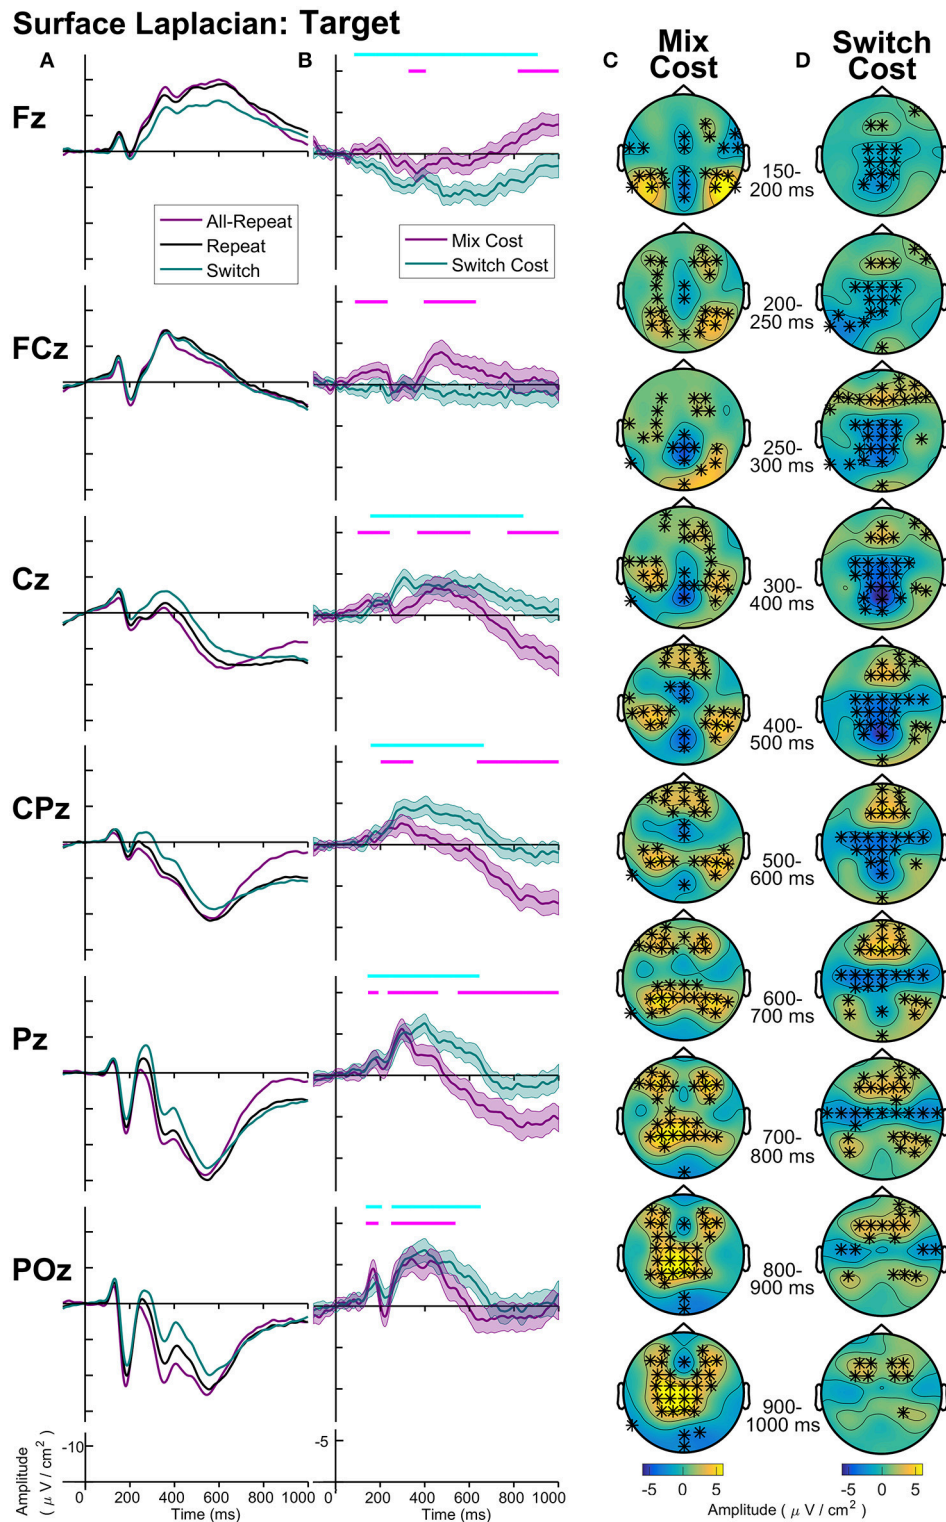 Surface Laplacian: Target
A
B
C
Mix
Cost
D
Switch
Cost
Fz
All-Repeat
Repeat
Switch
Mix Cost
Switch Cost
FCz
Cz
CPz
Pz
POz
150-
200 ms
200-
250 ms
250-
300 ms
300-
400 ms
400-
500 ms
500-
600 ms
600-
700 ms
700-
800 ms
800-
900 ms
900-
1000 ms
Amplitude
( μ V / cm²)
-10
-5
0 200 400 600 800 1000
Time (ms)
0 200 400 600 800 1000
Time (ms)
-5 0 5
-5 0 5
Amplitude ( μ V / cm²)